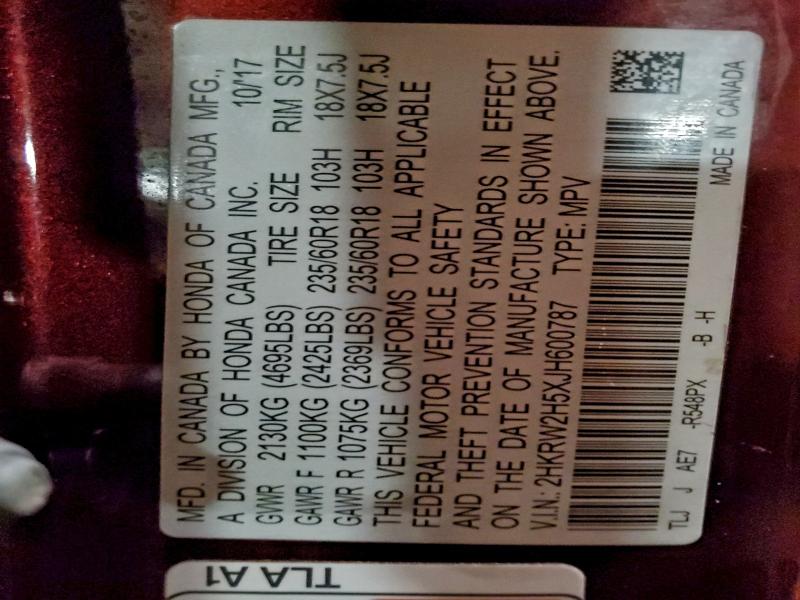 MFD. IN CANADA BY HONDA OF CANADA MFG.,
A DIVISION OF HONDA CANADA INC. 10/17
GVWR 2130KG (4695LBS) TIRE SIZE RIM SIZE
GAWR F 1100KG (2425LBS) 235/60R18 103H 18X7.5J
GAWR R 1075KG (2369LBS) 235/60R18 103H 18X7.5J
THIS VEHICLE CONFORMS TO ALL APPLICABLE
FEDERAL MOTOR VEHICLE SAFETY
AND THEFT PREVENTION STANDARDS IN EFFECT
ON THE DATE OF MANUFACTURE SHOWN ABOVE.
V.I.N.: 2HKRW2H5XJH600787 TYPE: MPV
TLJ J AE7 -R548PX -B -H MADE IN CANADA
TLA A1